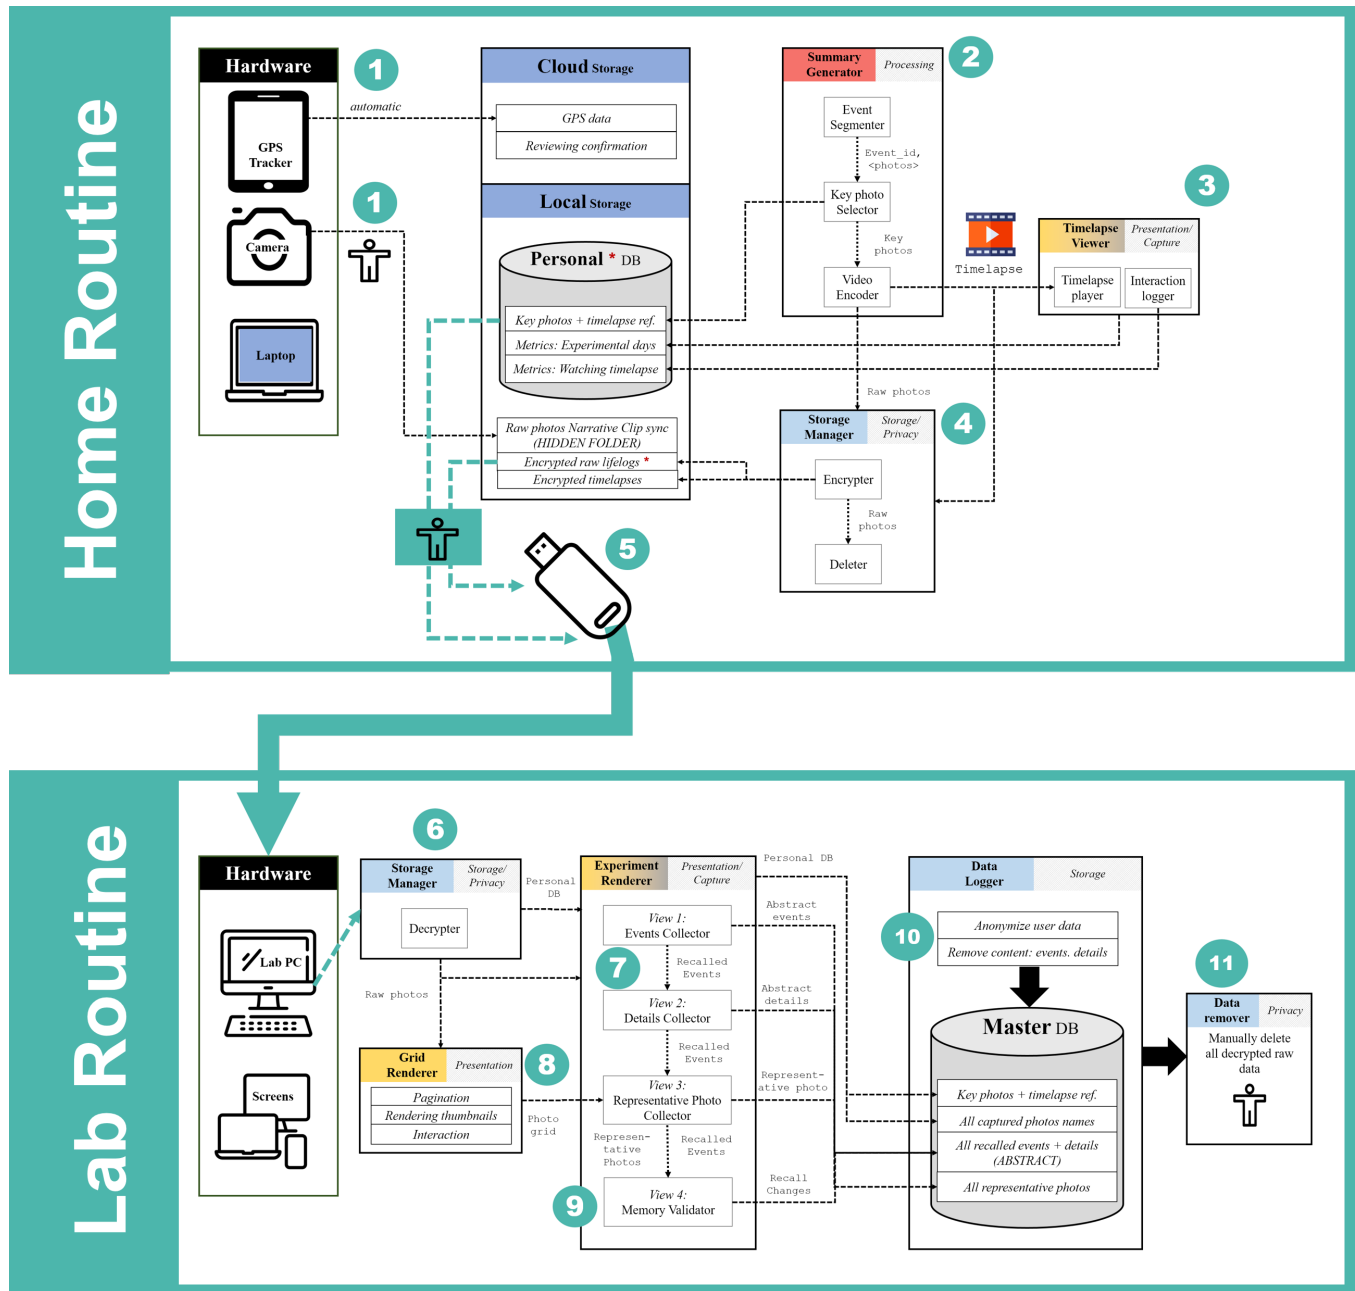 Home Routine
Hardware
1
automatic
GPS
Tracker
1
Camera
Laptop
Cloud Storage
GPS data
Reviewing confirmation
Local Storage
Personal * DB
Key photos + timelapse ref.
Metrics: Experimental days
Metrics: Watching timelapse
Raw photos Narrative Clip sync
(HIDDEN FOLDER)
Encrypted raw lifelogs *
Encrypted timelapses
Summary
Generator
Processing
2
Event
Segmenter
Event_id,
<photos>
Key photo
Selector
Key
photos
Video
Encoder
Timelapse
3
Timelapse
Viewer
Presentation/
Capture
Timelapse
player
Interaction
logger
Raw photos
Storage
Manager
Storage/
Privacy
4
Encrypter
Raw
photos
Deleter
5
Lab Routine
Hardware
Lab PC
Screens
6
Storage
Manager
Storage/
Privacy
Decrypter
Personal
DB
Raw photos
Grid
Renderer
Presentation
8
Pagination
Rendering thumbnails
Interaction
Photo
grid
Experiment
Renderer
Presentation/
Capture
View 1:
Events Collector
7
Recalled
Events
View 2:
Details Collector
Recalled
Events
View 3:
Representative Photo
Collector
Represen-
tative
Photos
Recalled
Events
9
View 4:
Memory Validator
Personal DB
Abstract
events
Abstract
details
Represent-
ative photo
Recall
Changes
Data
Logger
Storage
10
Anonymize user data
Remove content: events. details
Master DB
Key photos + timelapse ref.
All captured photos names
All recalled events + details
(ABSTRACT)
All representative photos
11
Data
remover
Privacy
Manually delete
all decrypted raw
data